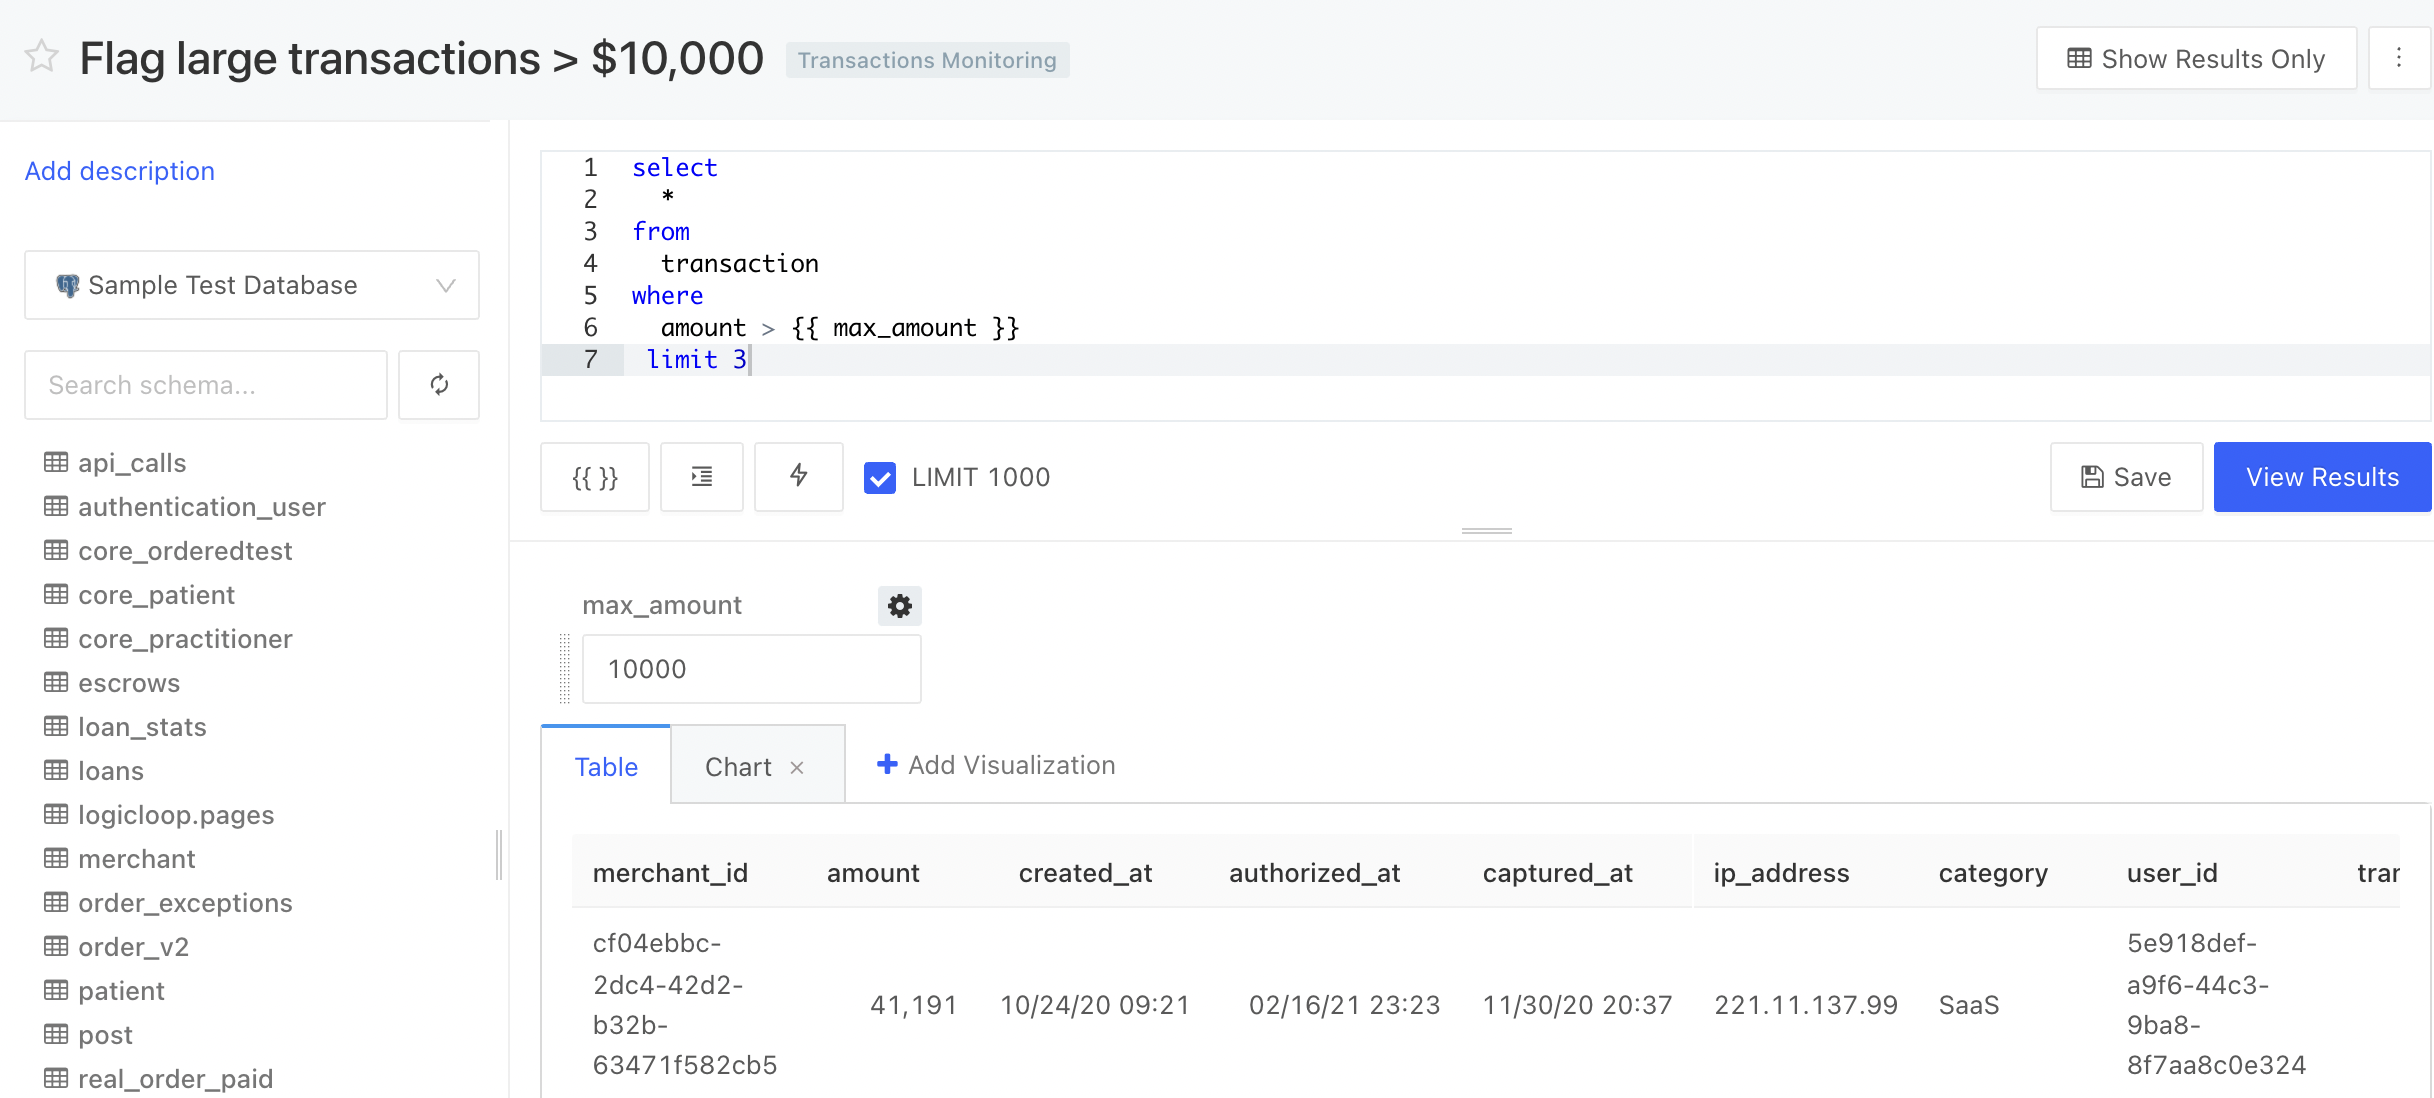 Flag large transactions > $10,000 Transactions Monitoring
Show Results Only
Add description
Sample Test Database
Search schema...
api_calls
authentication_user
core_orderedtest
core_patient
core_practitioner
escrows
loan_stats
loans
logicloop.pages
merchant
order_exceptions
order_v2
patient
post
real_order_paid
1 select
2 *
3 from
4 transaction
5 where
6 amount > {{ max_amount }}
7 limit 3
{{ }} LIMIT 1000 Save View Results
max_amount
10000
Table Chart × + Add Visualization
merchant_id amount created_at authorized_at captured_at ip_address category user_id
cf04ebbc- 5e918def-
2dc4-42d2- a9f6-44c3-
41,191 10/24/20 09:21 02/16/21 23:23 11/30/20 20:37 221.11.137.99 SaaS
b32b- 9ba8-
63471f582cb5 8f7aa8c0e324